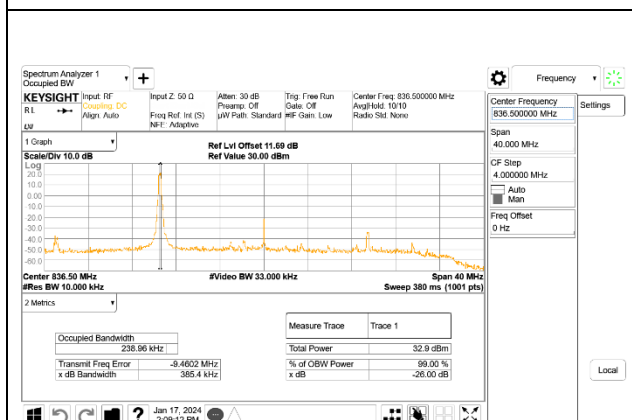 Spectrum Analyzer 1
Occupied BW
Frequency
KEYSIGHT
Input: RF
Input Z: 50 Ω
Atten: 30 dB
Trig: Free Run
Center Freq: 836.500000 MHz
RL
Coupling: DC
Preamp: Off
Gate: Off
Avg|Hold: 10/10
Align: Auto
Freq Ref: Int (S)
µW Path: Standard
#IF Gain: Low
Radio Std: None
NFE: Adaptive
Center Frequency
836.500000 MHz
Settings
Span
40.000 MHz
CF Step
4.000000 MHz
Auto
Man
Freq Offset
0 Hz
1 Graph
Ref Lvl Offset 11.69 dB
Scale/Div 10.0 dB
Ref Value 30.00 dBm
Log
20.0
10.0
0.00
-10.0
-20.0
-30.0
-40.0
-50.0
-60.0
Center 836.50 MHz
#Video BW 33.000 kHz
Span 40 MHz
#Res BW 10.000 kHz
Sweep 380 ms (1001 pts)
2 Metrics
Measure Trace
Trace 1
Occupied Bandwidth
238.96 kHz
Total Power
32.9 dBm
Transmit Freq Error
-9.4602 MHz
% of OBW Power
99.00 %
x dB Bandwidth
385.4 kHz
x dB
-26.00 dB
Local
Jan 17, 2024
2:09:12 PM